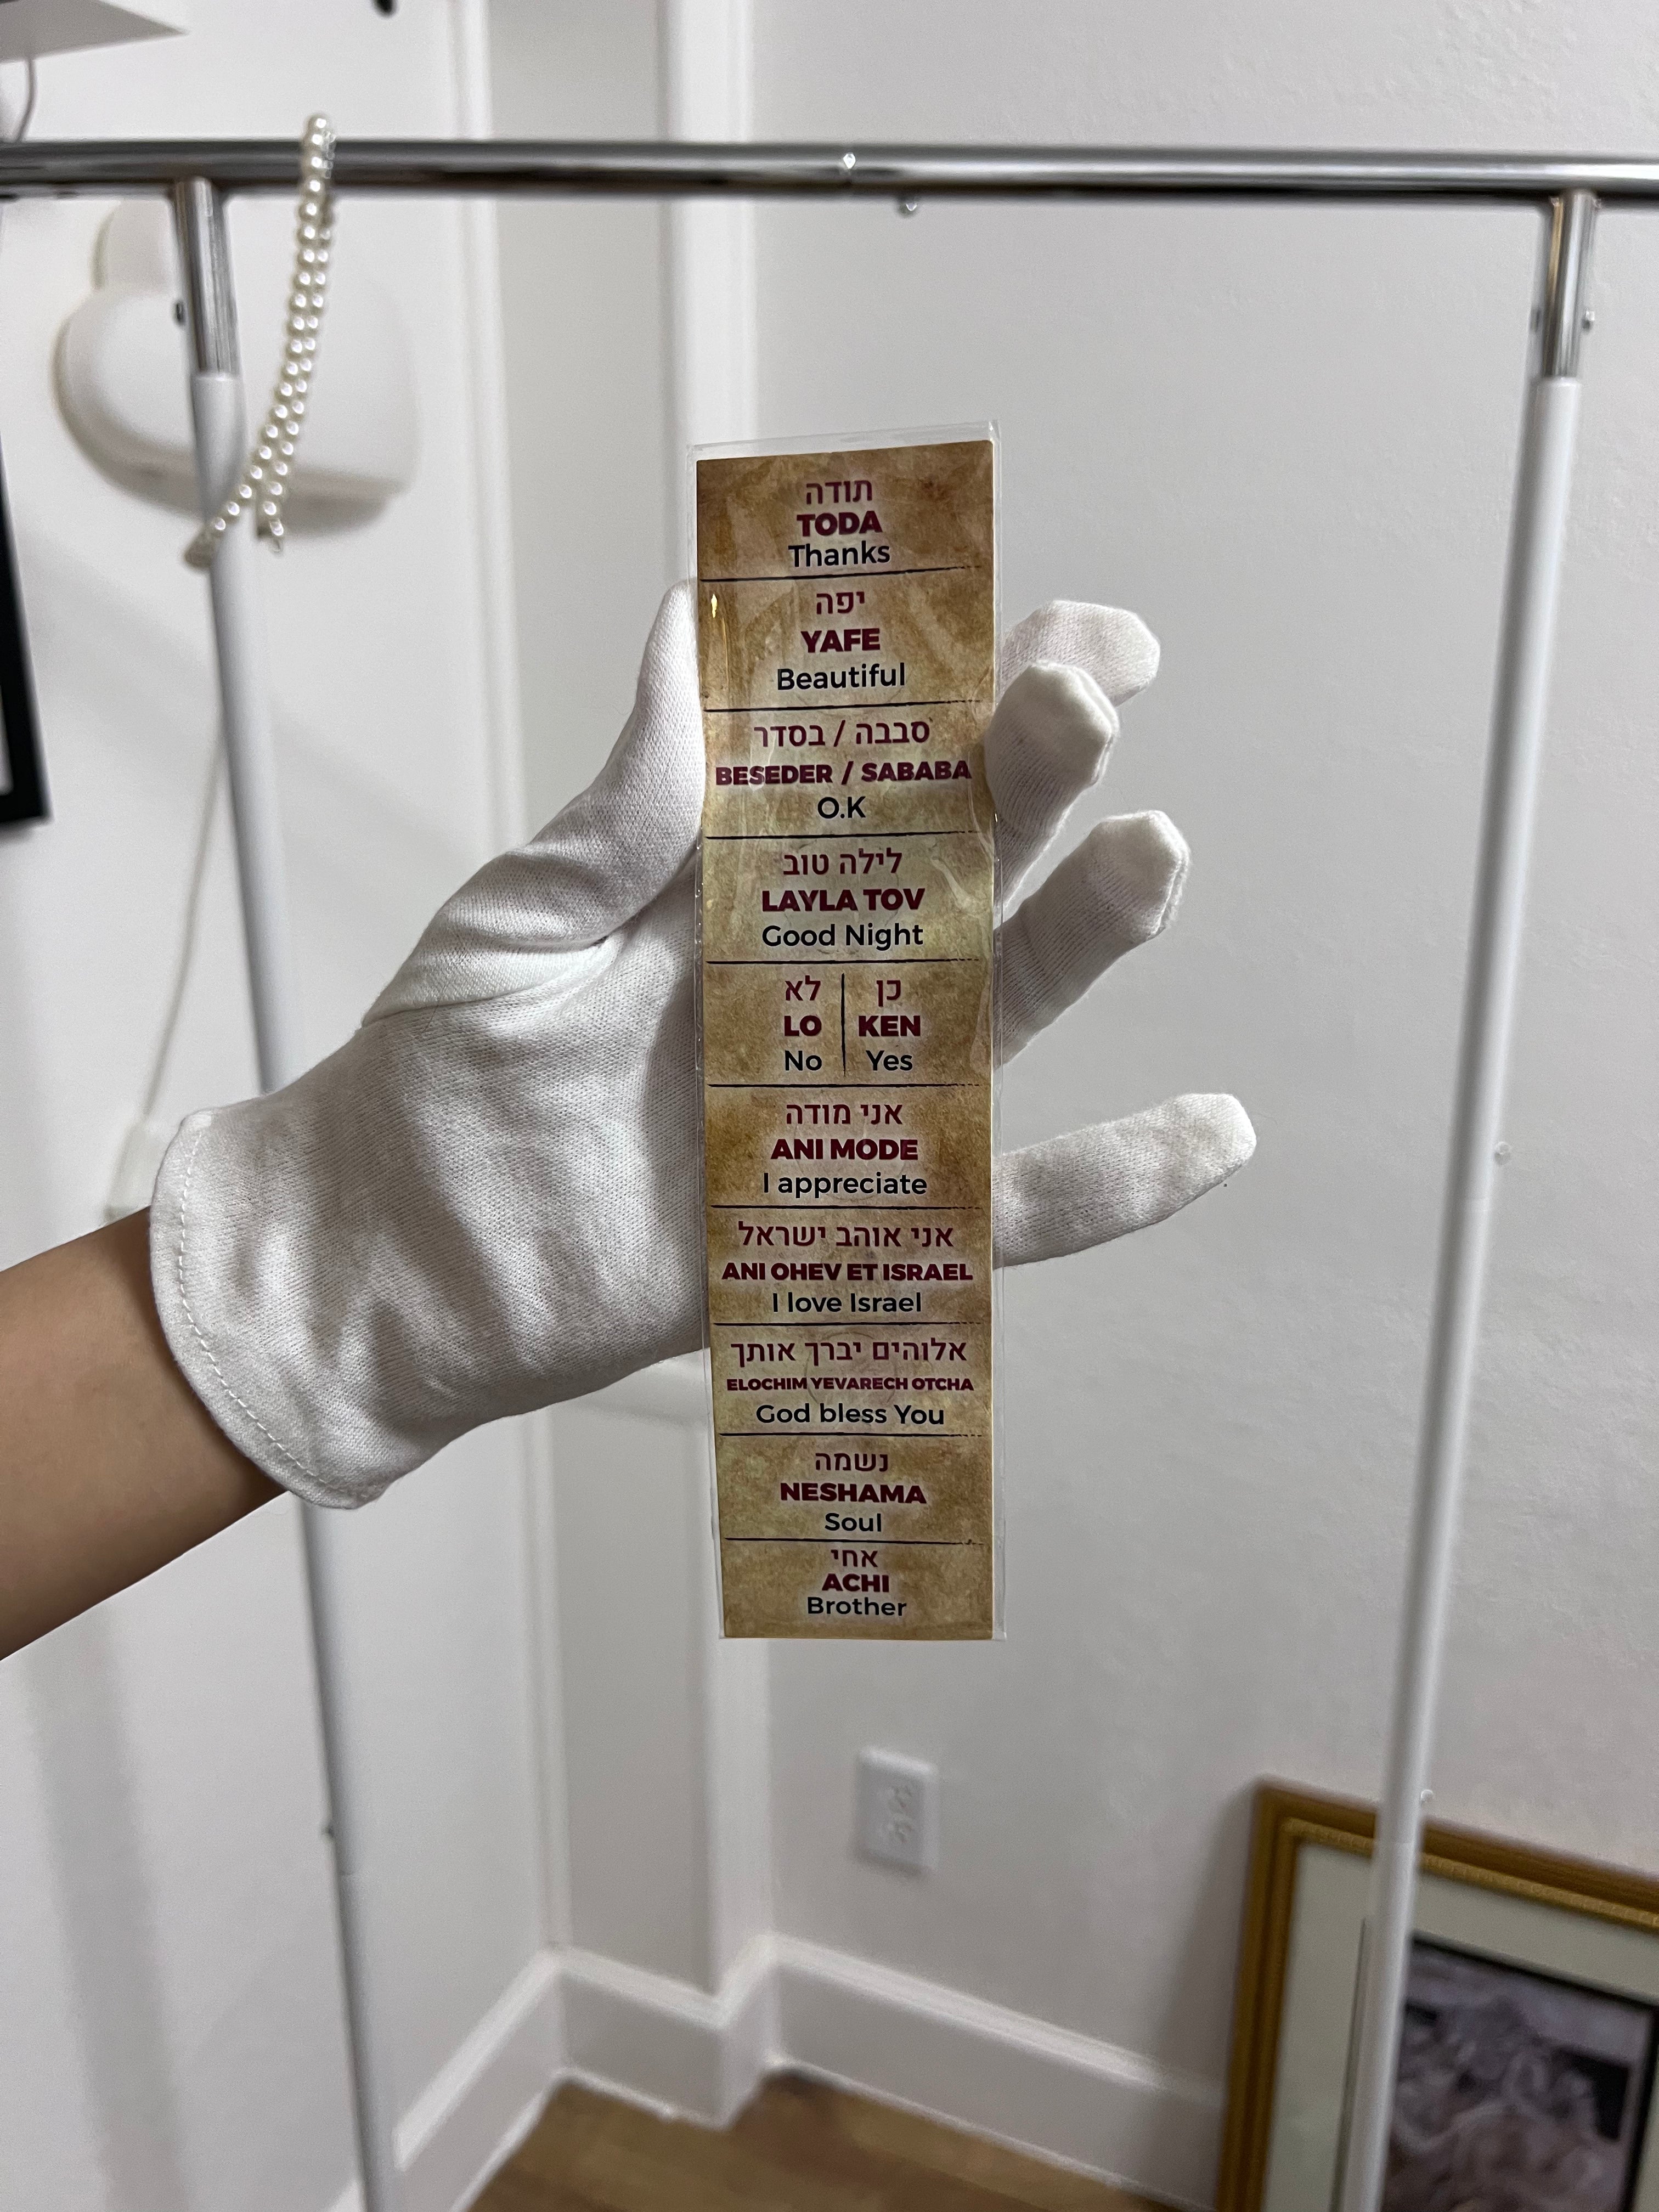 תודה
TODA
Thanks
יפה
YAFE
Beautiful
סבבה / בסדר
BESEDER / SABABA
O.K
לילה טוב
LAYLA TOV
Good Night
לא
LO
No
כן
KEN
Yes
אני מודה
ANI MODE
I appreciate
אני אוהב ישראל
ANI OHEV ET ISRAEL
I love Israel
אלוהים יברך אותך
ELOCHIM YEVARECH OTCHA
God bless You
נשמה
NESHAMA
Soul
אחי
ACHI
Brother